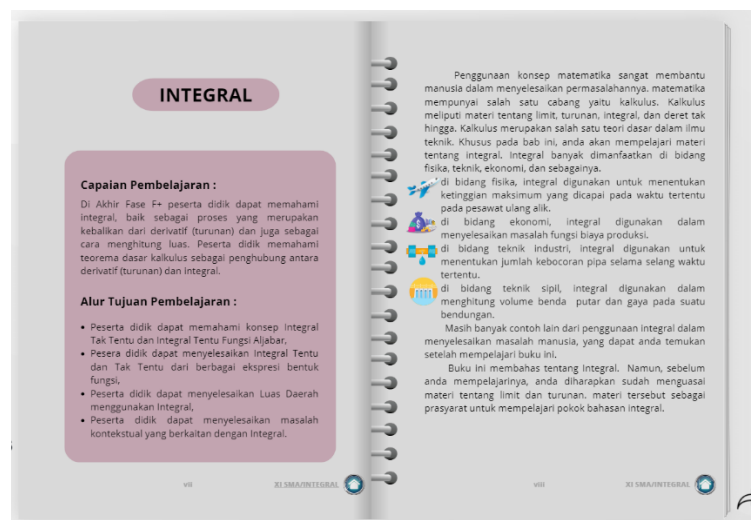 INTEGRAL
Capaian Pembelajaran :
Di Akhir Fase F+ peserta didik dapat memahami
integral, baik sebagai proses yang merupakan
kebalikan dari derivatif (turunan) dan juga sebagai
cara menghitung luas. Peserta didik memahami
teorema dasar kalkulus sebagai penghubung antara
derivatif (turunan) dan integral.
Alur Tujuan Pembelajaran :
• Peserta didik dapat memahami konsep Integral
Tak Tentu dan Integral Tentu Fungsi Aljabar,
• Pesera didik dapat menyelesaikan Integral Tentu
dan Tak Tentu dari berbagai ekspresi bentuk
fungsi,
• Peserta didik dapat menyelesaikan Luas Daerah
menggunakan Integral,
• Peserta didik dapat menyelesaikan masalah
kontekstual yang berkaitan dengan Integral.
vii
XI SMA/INTEGRAL
Penggunaan konsep matematika sangat membantu
manusia dalam menyelesaikan permasalahannya. matematika
mempunyai salah satu cabang yaitu kalkulus. Kalkulus
meliputi materi tentang limit, turunan, integral, dan deret tak
hingga. Kalkulus merupakan salah satu teori dasar dalam ilmu
teknik. Khusus pada bab ini, anda akan mempelajari materi
tentang integral. Integral banyak dimanfaatkan di bidang
fisika, teknik, ekonomi, dan sebagainya.
di bidang fisika, integral digunakan untuk menentukan
ketinggian maksimum yang dicapai pada waktu tertentu
pada pesawat ulang alik.
di bidang ekonomi, integral digunakan dalam
menyelesaikan masalah fungsi biaya produksi.
di bidang teknik industri, integral digunakan untuk
menentukan jumlah kebocoran pipa selama selang waktu
tertentu.
di bidang teknik sipil, integral digunakan dalam
menghitung volume benda putar dan gaya pada suatu
bendungan.
Masih banyak contoh lain dari penggunaan integral dalam
menyelesaikan masalah manusia, yang dapat anda temukan
setelah mempelajari buku ini.
Buku ini membahas tentang integral. Namun, sebelum
anda mempelajarinya, anda diharapkan sudah menguasai
materi tentang limit dan turunan. materi tersebut sebagai
prasyarat untuk mempelajari pokok bahasan integral.
viii
XI SMA/INTEGRAL